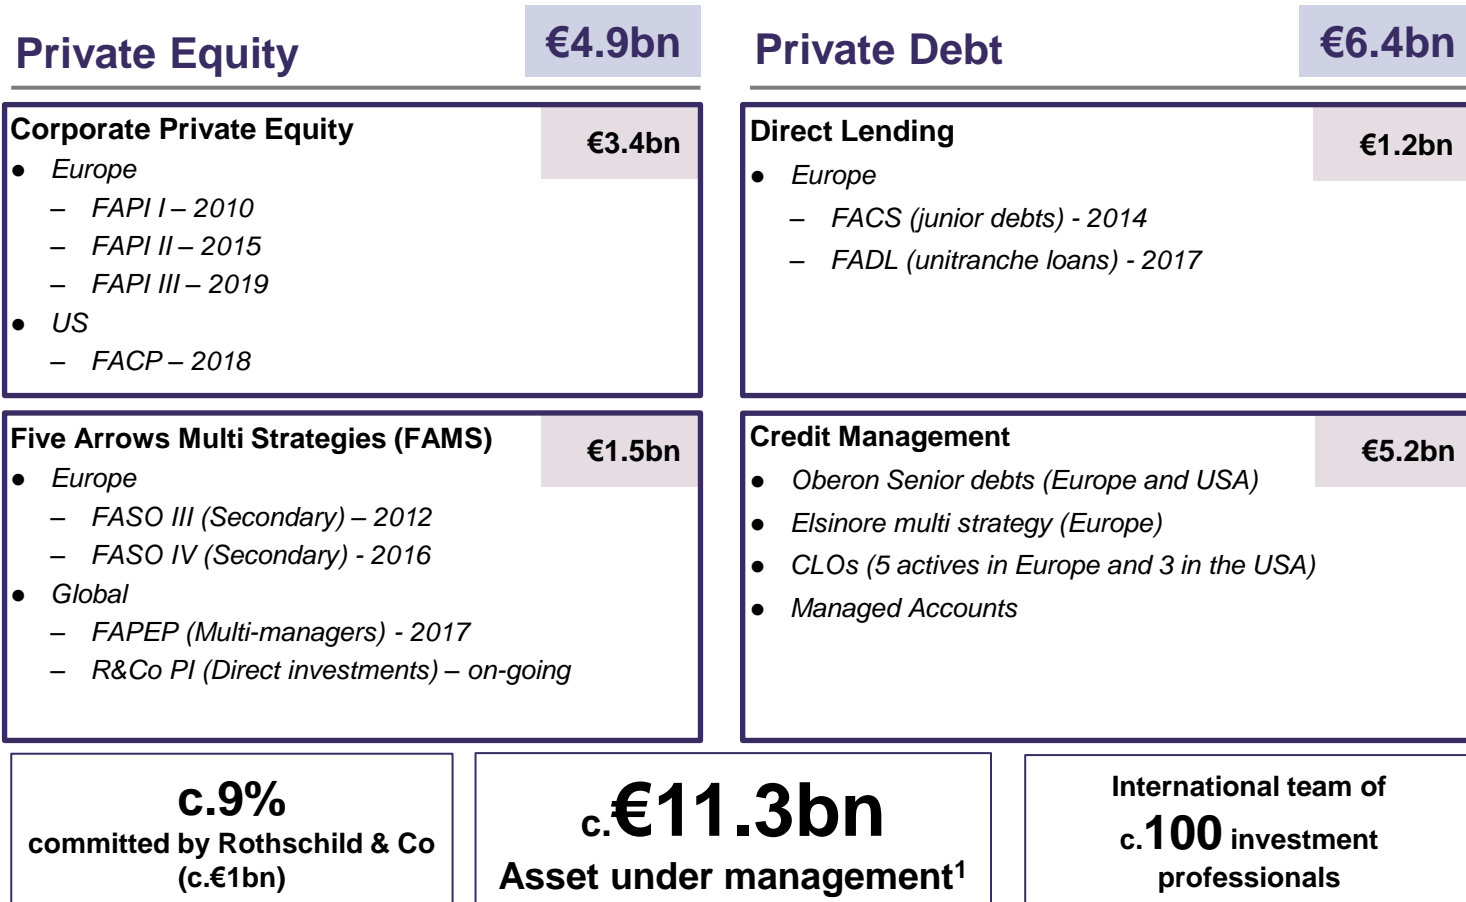 Private Equity
€4.9bn
Corporate Private Equity
€3.4bn
● Europe
– FAPI I – 2010
– FAPI II – 2015
– FAPI III – 2019
● US
– FACP – 2018
Five Arrows Multi Strategies (FAMS)
€1.5bn
● Europe
– FASO III (Secondary) – 2012
– FASO IV (Secondary) - 2016
● Global
– FAPEP (Multi-managers) - 2017
– R&Co PI (Direct investments) – on-going
Private Debt
€6.4bn
Direct Lending
€1.2bn
● Europe
– FACS (junior debts) - 2014
– FADL (unitranche loans) - 2017
Credit Management
€5.2bn
● Oberon Senior debts (Europe and USA)
● Elsinore multi strategy (Europe)
● CLOs (5 actives in Europe and 3 in the USA)
● Managed Accounts
c.9%
committed by Rothschild & Co
(c.€1bn)
c.€11.3bn
Asset under management¹
International team of
c.100 investment
professionals